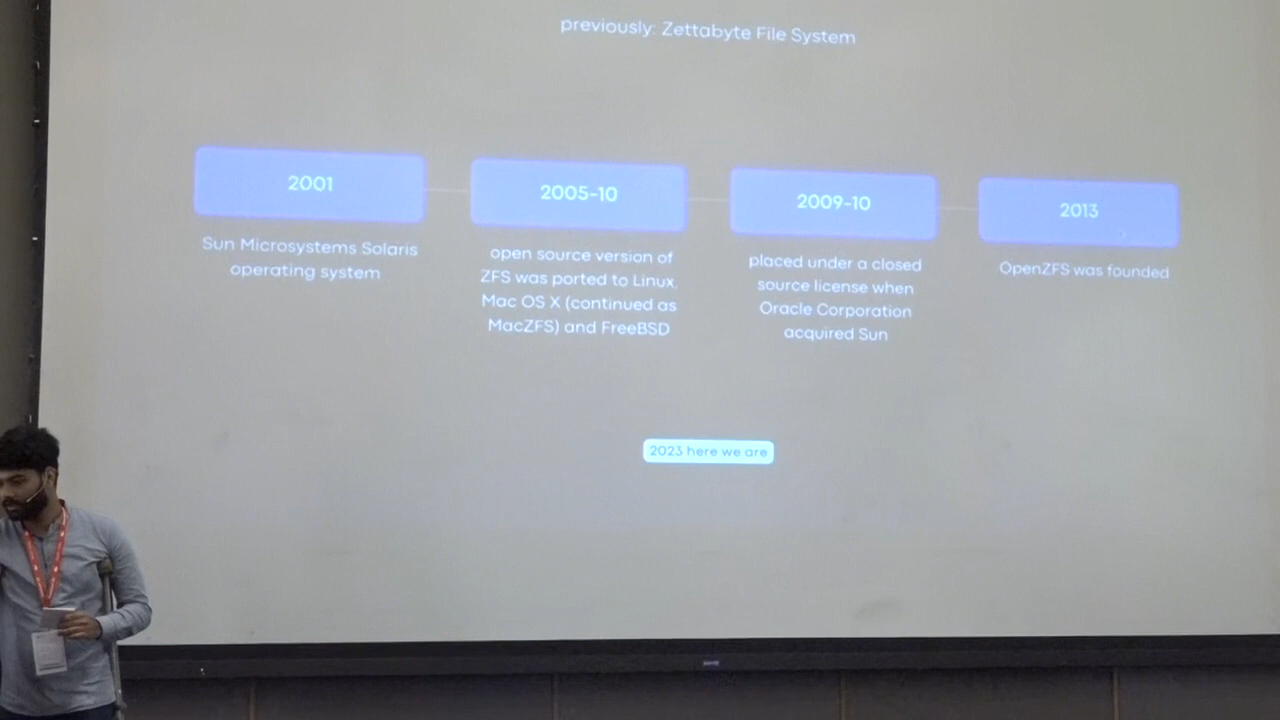 previously: Zettabyte File System
2001
Sun Microsystems Solaris
operating system
2005-10
open source version of
ZFS was ported to Linux,
Mac OS X (continued as
MacZFS) and FreeBSD
2009-10
placed under a closed
source license when
Oracle Corporation
acquired Sun
2013
OpenZFS was founded
2023 here we are